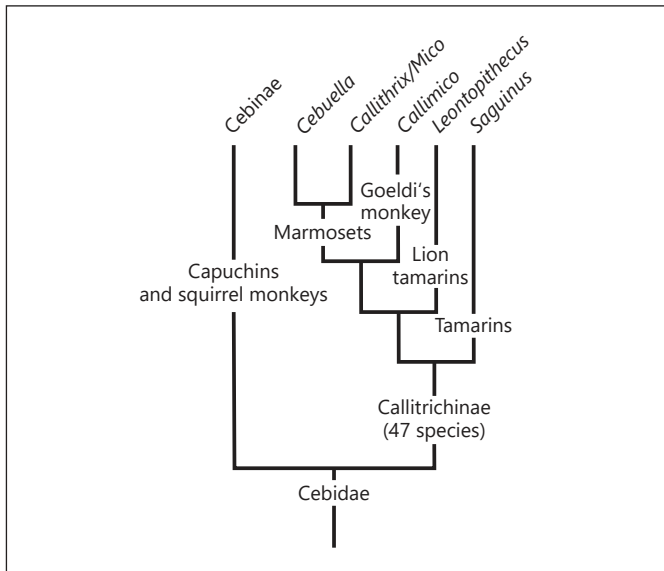 Cebinae
Cebuella
Callithrix/Mico
Callimico
Leontopithecus
Saguinus
Goeldi's
monkey
Marmosets
Lion
tamarins
Capuchins
and squirrel monkeys
Tamarins
Callitrichinae
(47 species)
Cebidae